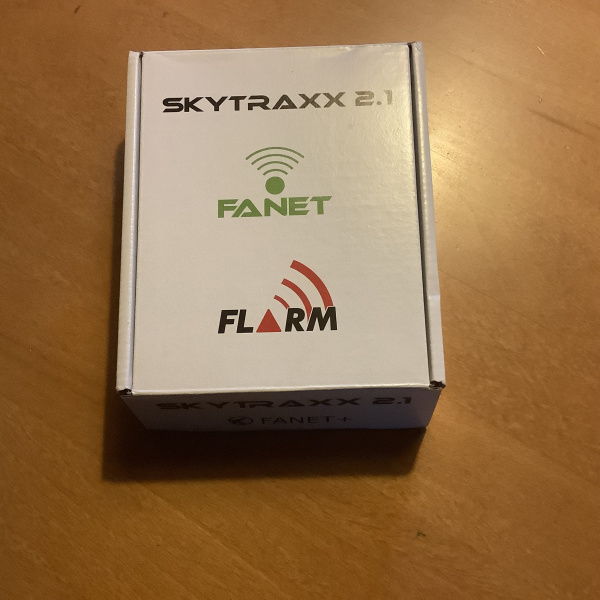 SKYTRAXX 2.1
FANET
FLARM
SKYTRAXX 2.1
FANET+